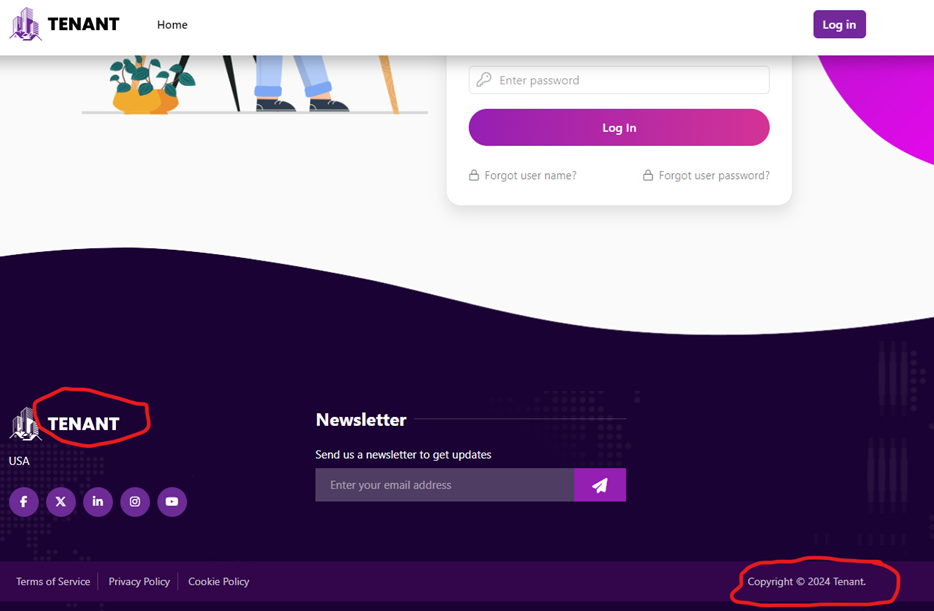 TENANT
Home
Log in
Enter password
Log In
Forgot user name?
Forgot user password?
TENANT
USA
Newsletter
Send us a newsletter to get updates
Enter your email address
Terms of Service
Privacy Policy
Cookie Policy
Copyright © 2024 Tenant.